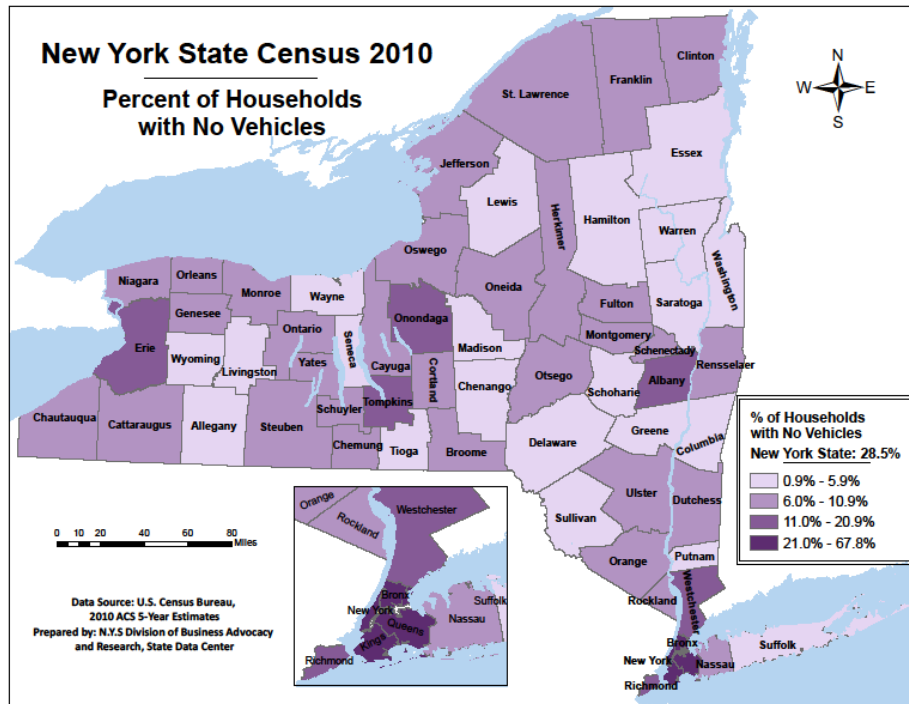 New York State Census 2010
Percent of Households
with No Vehicles
N
W E
S
Clinton
Franklin
St. Lawrence
Essex
Jefferson
Lewis
Hamilton
Herkimer
Warren
Washington
Oswego
Oneida
Saratoga
Niagara
Orleans
Monroe
Wayne
Fulton
Genesee
Onondaga
Montgomery
Ontario
Seneca
Madison
Schenectady
Erie
Wyoming
Livingston
Yates
Cayuga
Cortland
Otsego
Albany
Rensselaer
Chenango
Schoharie
Tompkins
Schuyler
Chautauqua
Cattaraugus
Allegany
Steuben
Chemung
Tioga
Broome
Delaware
Greene
Columbia
Ulster
Dutchess
Sullivan
Orange
Putnam
Rockland
Westchester
Bronx
New York
Richmond
Nassau
Suffolk
% of Households
with No Vehicles
New York State: 28.5%
0.9% - 5.9%
6.0% - 10.9%
11.0% - 20.9%
21.0% - 67.8%
0 10 20 40 60 80
Miles
Data Source: U.S. Census Bureau,
2010 ACS 5-Year Estimates
Prepared by: N.Y.S Division of Business Advocacy
and Research, State Data Center
Orange
Westchester
Rockland
Bronx
New York
Suffolk
Nassau
Queens
Kings
Richmond